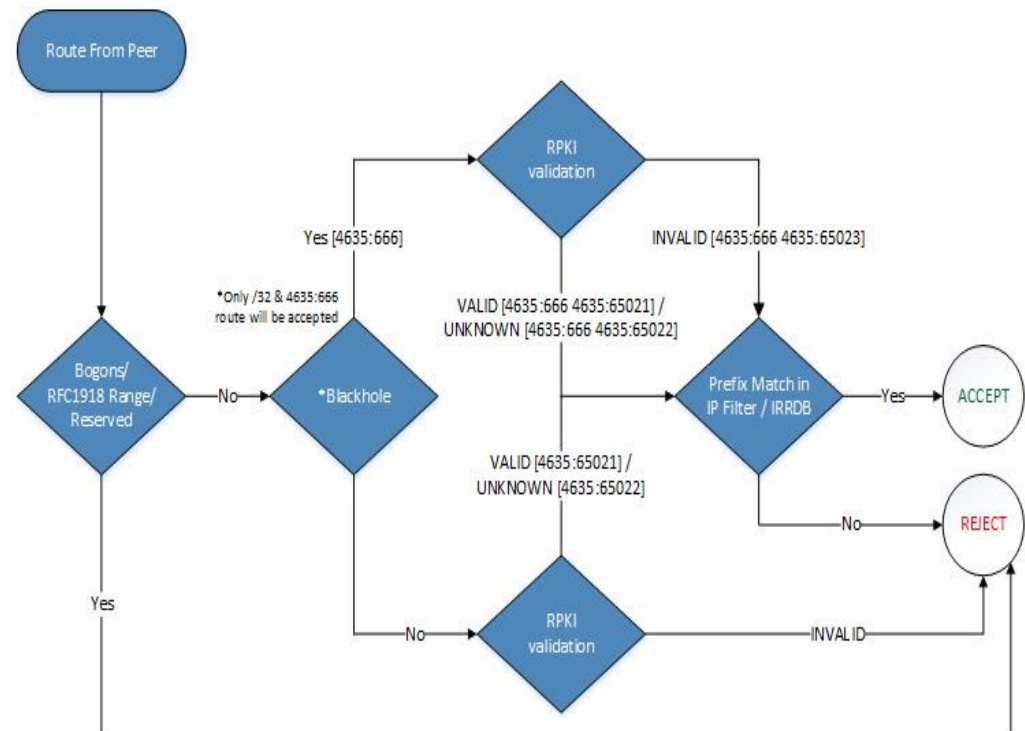 Route From Peer
RPKI
validation
Yes [4635:666]
INVALID [4635:666 4635:65023]
*Only /32 & 4635:666
route will be accepted
VALID [4635:666 4635:65021] /
UNKNOWN [4635:666 4635:65022]
Bogons/
RFC1918 Range/
Reserved
No
*Blackhole
Prefix Match in
IP Filter / IRRDB
Yes
ACCEPT
VALID [4635:65021] /
UNKNOWN [4635:65022]
No
REJECT
Yes
No
RPKI
validation
INVALID